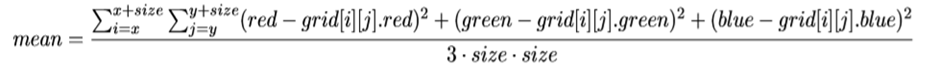 mean = \frac{\sum_{i=x}^{x+size} \sum_{j=y}^{y+size} (red - grid[i][j].red)^2 + (green - grid[i][j].green)^2 + (blue - grid[i][j].blue)^2}{3 \cdot size \cdot size}